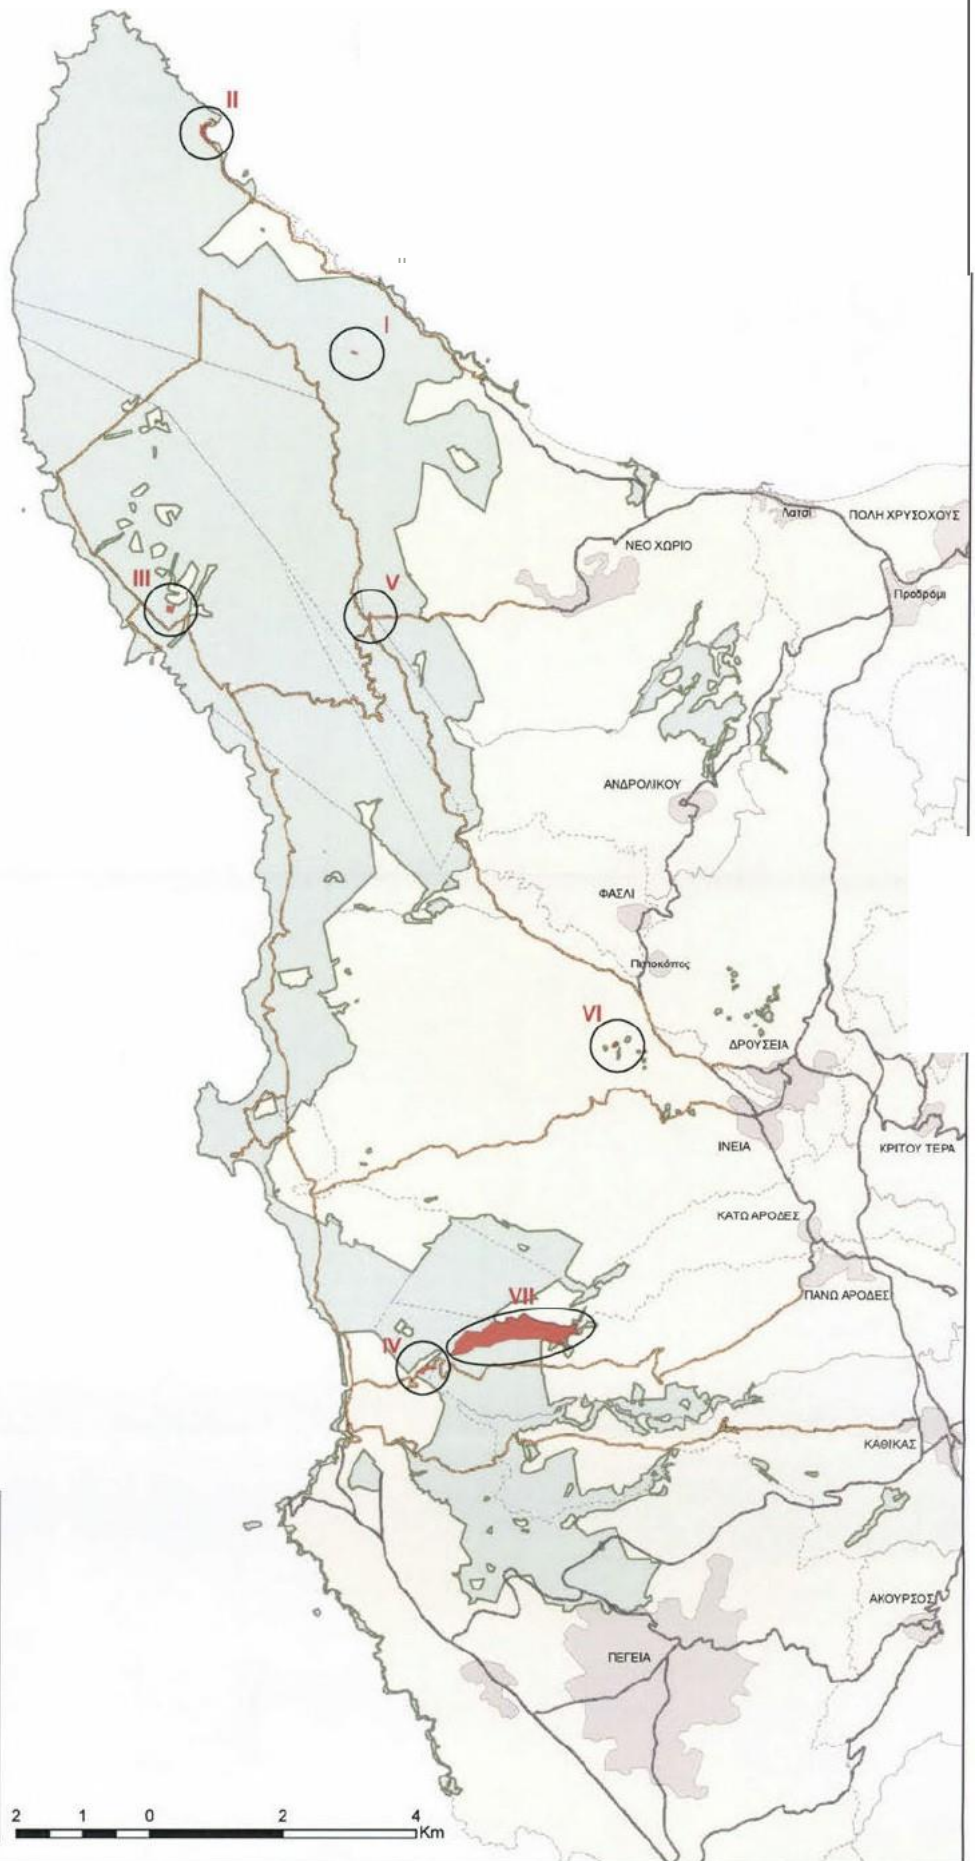 II
I
Λατσί
ΠΟΛΗ ΧΡΥΣΟΧΟΥΣ
ΝΕΟ ΧΩΡΙΟ
III
V
Προδρόμι
ΑΝΔΡΟΛΙΚΟΥ
ΦΑΣΛΙ
Πιττοκόπος
VI
ΔΡΟΥΣΕΙΑ
ΙΝΕΙΑ
ΚΡΙΤΟΥ ΤΕΡΑ
ΚΑΤΩ ΑΡΟΔΕΣ
ΠΑΝΩ ΑΡΟΔΕΣ
VII
IV
ΚΑΘΙΚΑΣ
ΑΚΟΥΡΣΟΣ
ΠΕΓΕΙΑ
2 1 0 2 4
Km